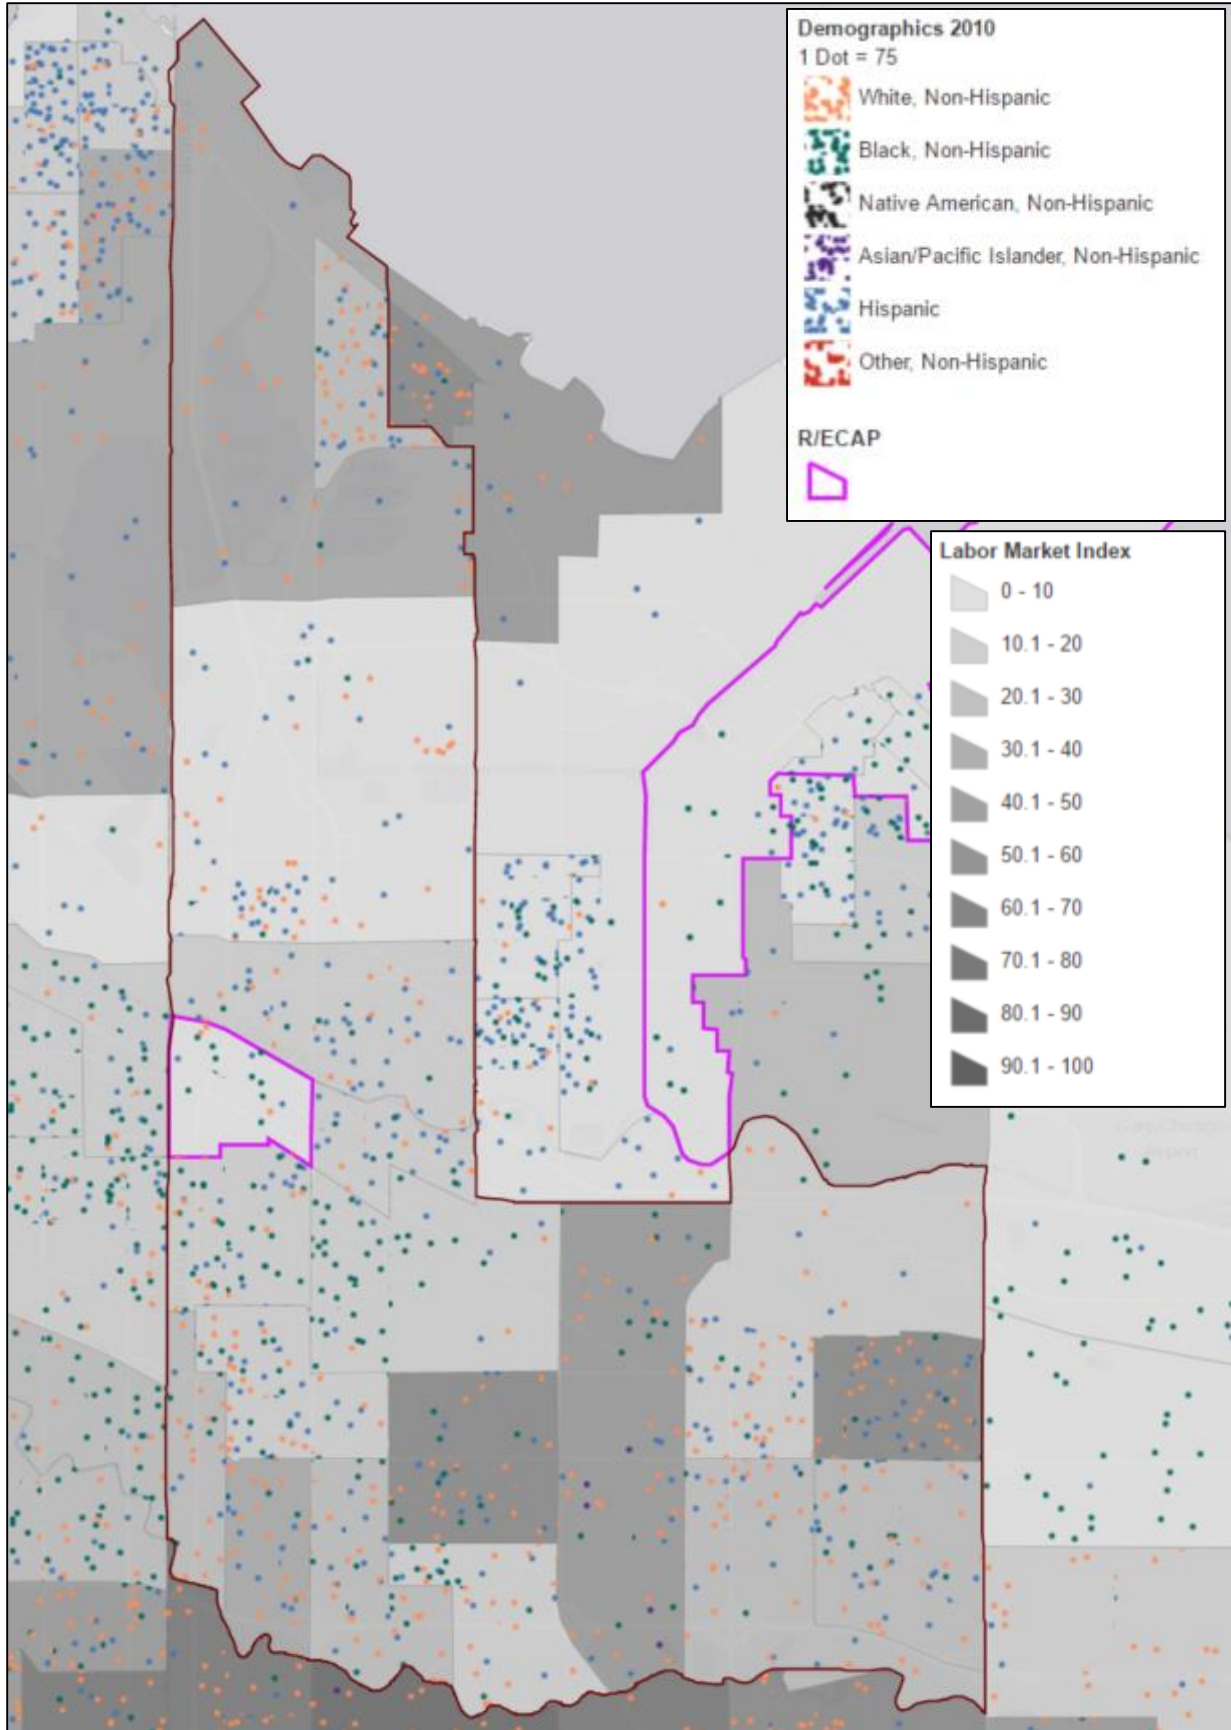 Demographics 2010
1 Dot = 75
White, Non-Hispanic
Black, Non-Hispanic
Native American, Non-Hispanic
Asian/Pacific Islander, Non-Hispanic
Hispanic
Other, Non-Hispanic
R/ECAP
Labor Market Index
0 - 10
10.1 - 20
20.1 - 30
30.1 - 40
40.1 - 50
50.1 - 60
60.1 - 70
70.1 - 80
80.1 - 90
90.1 - 100
Gary/Chicago
Airport